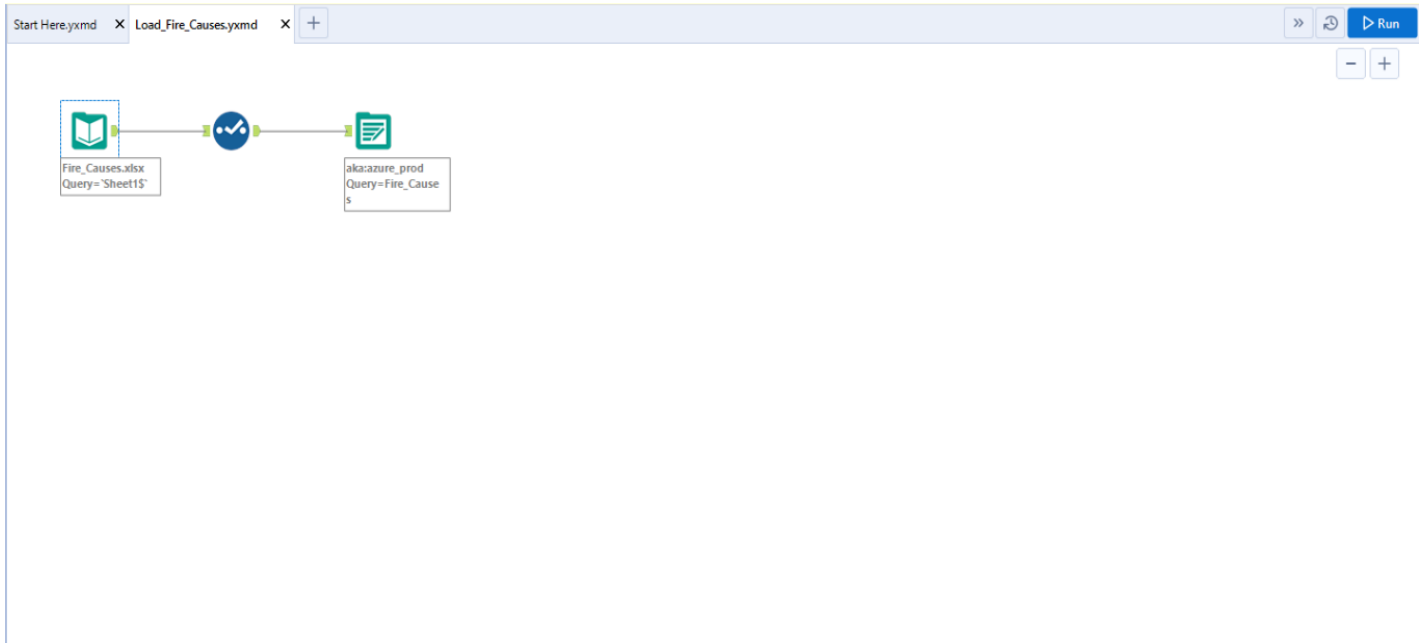 Start Here.yxmd X Load_Fire_Causes.yxmd X +
Run
Fire_Causes.xlsx
Query=`Sheet1$`
aka:azure_prod
Query=Fire_Cause
s